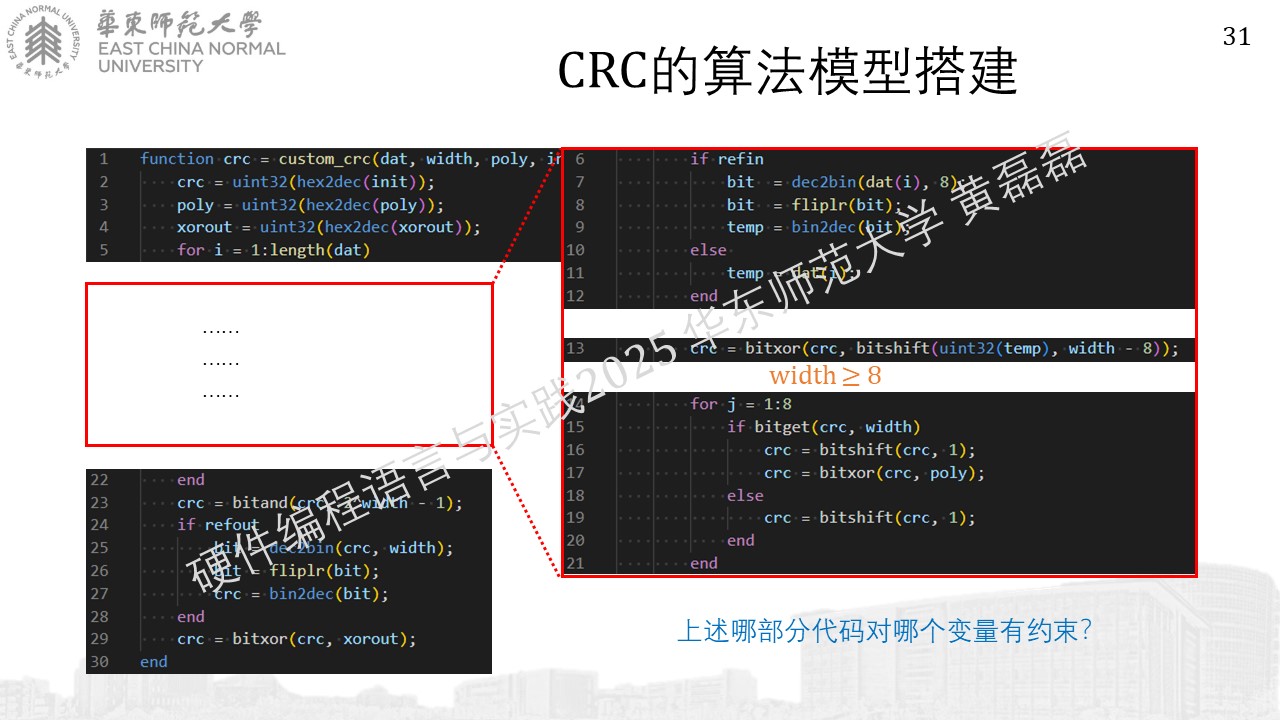 華東師範大學
EAST CHINA NORMAL
UNIVERSITY
EAST CHINA NORMAL UNIVERSITY
華東師範大學
31
CRC的算法模型搭建
1 function crc = custom_crc(dat, width, poly, in
2 crc = uint32(hex2dec(init));
3 poly = uint32(hex2dec(poly));
4 xorout = uint32(hex2dec(xorout));
5 for i = 1:length(dat)
……
……
……
22 end
23 crc = bitand(crc, 2^width - 1);
24 if refout
25 bit = dec2bin(crc, width);
26 bit = fliplr(bit);
27 crc = bin2dec(bit);
28 end
29 crc = bitxor(crc, xorout);
30 end
6 if refin
7 bit = dec2bin(dat(i), 8);
8 bit = fliplr(bit);
9 temp = bin2dec(bit);
10 else
11 temp = dat(i);
12 end
13 crc = bitxor(crc, bitshift(uint32(temp), width - 8));
width ≥ 8
14 for j = 1:8
15 if bitget(crc, width)
16 crc = bitshift(crc, 1);
17 crc = bitxor(crc, poly);
18 else
19 crc = bitshift(crc, 1);
20 end
21 end
上述哪部分代码对哪个变量有约束？
硬件编程语言与实践2025 华东师范大学 黄磊磊